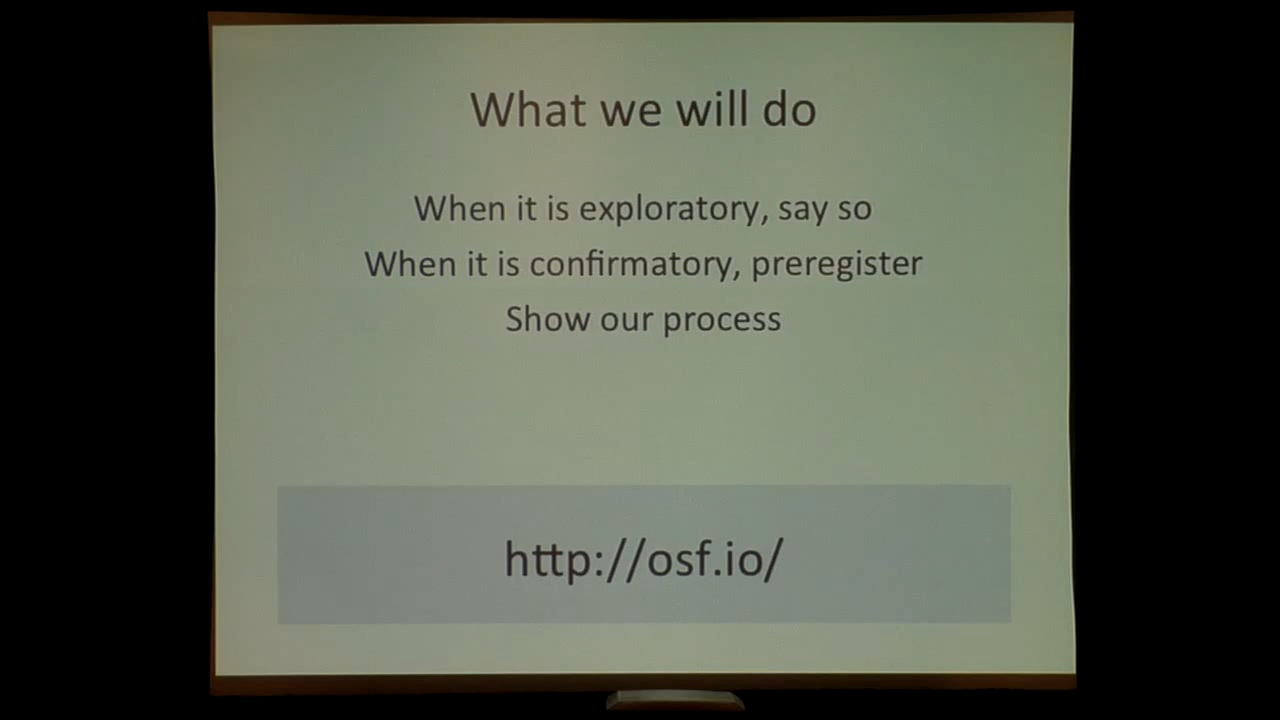 What we will do
When it is exploratory, say so
When it is confirmatory, preregister
Show our process
http://osf.io/